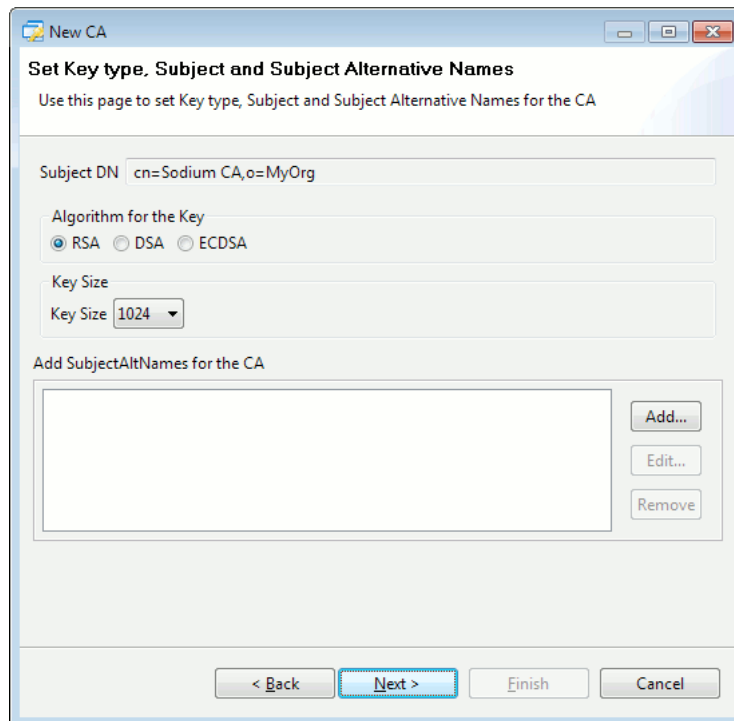 New CA
Set Key type, Subject and Subject Alternative Names
Use this page to set Key type, Subject and Subject Alternative Names for the CA
Subject DN cn=Sodium CA,o=MyOrg
Algorithm for the Key
RSA DSA ECDSA
Key Size
Key Size 1024
Add SubjectAltNames for the CA
Add...
Edit...
Remove
< Back Next > Finish Cancel